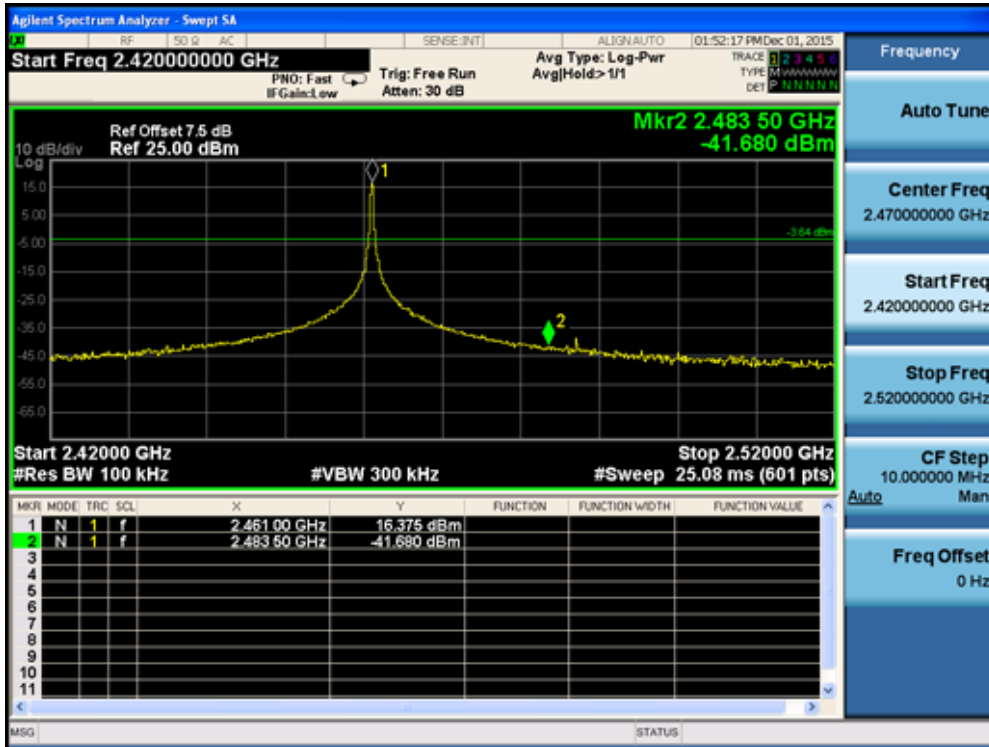 Agilent Spectrum Analyzer - Swept SA
RF 50 Ω AC SENSE:INT ALIGNAUTO 01:52:17 PM Dec 01, 2015
Start Freq 2.420000000 GHz
PNO: Fast
IFGain:Low
Trig: Free Run
Atten: 30 dB
Avg Type: Log-Pwr
Avg|Hold:> 1/1
TRACE 1 2 3 4 5 6
TYPE M
DET P N N N N N
Ref Offset 7.5 dB
10 dB/div Ref 25.00 dBm
Log
Mkr2 2.483 50 GHz
-41.680 dBm
15.0
5.00
-5.00
-15.0
-25.0
-35.0
-45.0
-55.0
-65.0
1
-3.64 dBm
2
Start 2.42000 GHz Stop 2.52000 GHz
#Res BW 100 kHz #VBW 300 kHz #Sweep 25.08 ms (601 pts)
MKR MODE TRC SCL X Y FUNCTION FUNCTION WIDTH FUNCTION VALUE
1 N 1 f 2.461 00 GHz 16.375 dBm
2 N 1 f 2.483 50 GHz -41.680 dBm
3
4
5
6
7
8
9
10
11
MSG STATUS
Frequency
Auto Tune
Center Freq
2.470000000 GHz
Start Freq
2.420000000 GHz
Stop Freq
2.520000000 GHz
CF Step
10.000000 MHz
Auto Man
Freq Offset
0 Hz